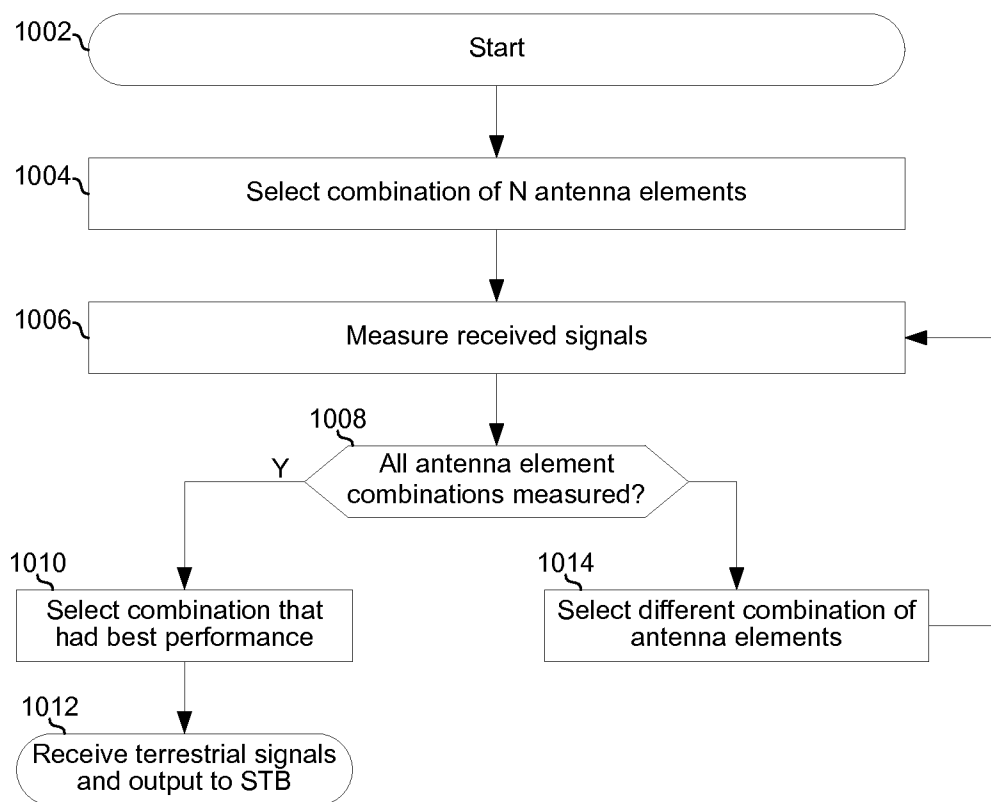 1002
Start
1004
Select combination of N antenna elements
1006
Measure received signals
1008
Y
All antenna element
combinations measured?
1010
Select combination that
had best performance
1014
Select different combination of
antenna elements
1012
Receive terrestrial signals
and output to STB